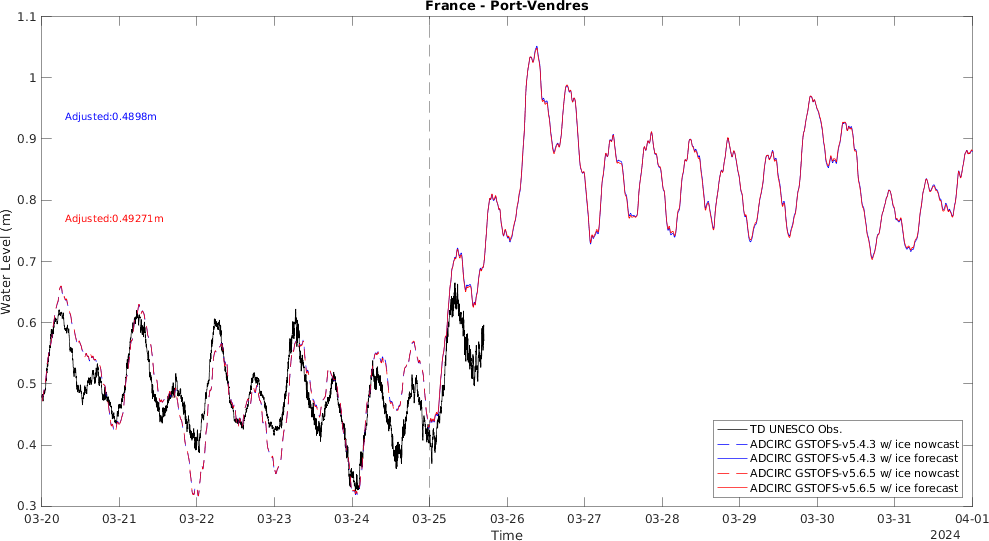 France - Port-Vendres
1.1
1
0.9
0.8
0.7
0.6
0.5
0.4
0.3
Water Level (m)
Adjusted:0.4898m
Adjusted:0.49271m
TD UNESCO Obs.
ADCIRC GSTOFS-v5.4.3 w/ ice nowcast
ADCIRC GSTOFS-v5.4.3 w/ ice forecast
ADCIRC GSTOFS-v5.6.5 w/ ice nowcast
ADCIRC GSTOFS-v5.6.5 w/ ice forecast
03-20 03-21 03-22 03-23 03-24 03-25 03-26 03-27 03-28 03-29 03-30 03-31 04-01
Time
2024